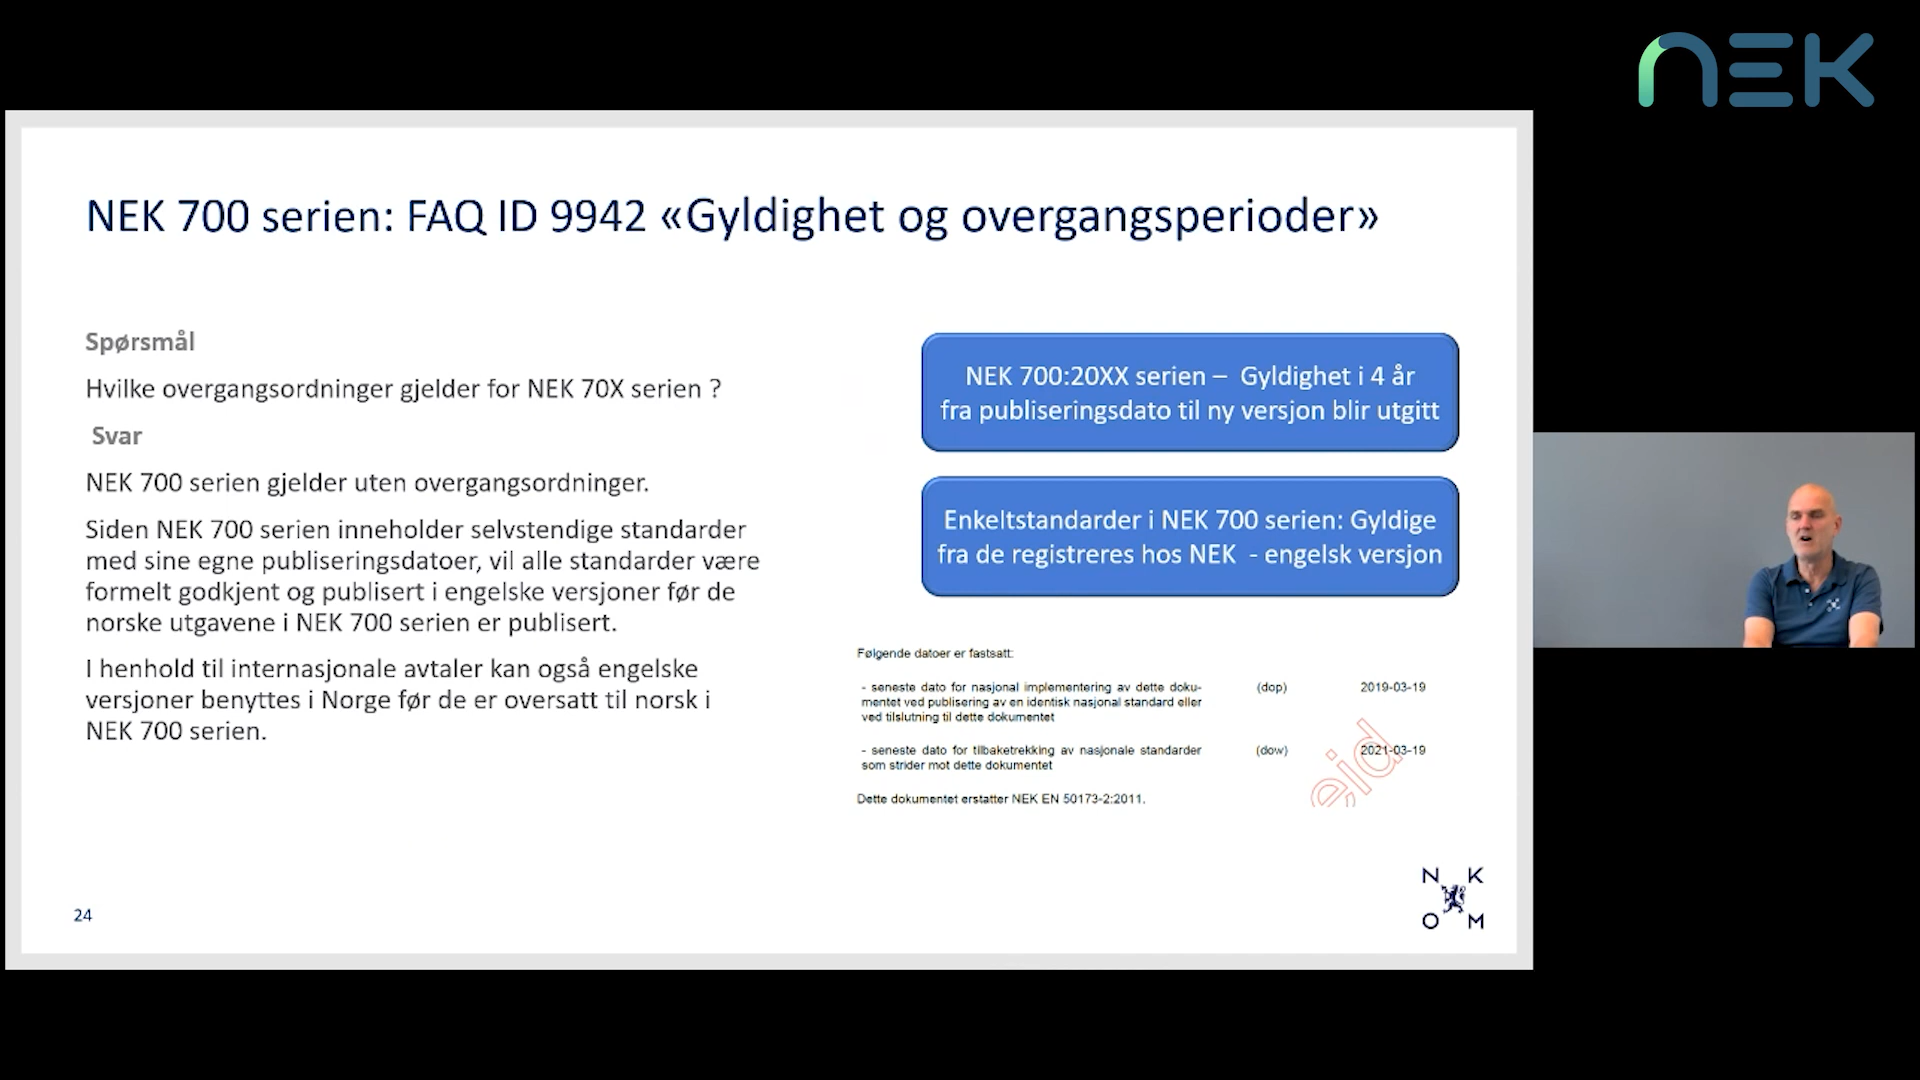 NEK
NEK 700 serien: FAQ ID 9942 «Gyldighet og overgangsperioder»
Spørsmål
Hvilke overgangsordninger gjelder for NEK 70X serien ?
Svar
NEK 700 serien gjelder uten overgangsordninger.
Siden NEK 700 serien inneholder selvstendige standarder
med sine egne publiseringsdatoer, vil alle standarder være
formelt godkjent og publisert i engelske versjoner før de
norske utgavene i NEK 700 serien er publisert.
I henhold til internasjonale avtaler kan også engelske
versjoner benyttes i Norge før de er oversatt til norsk i
NEK 700 serien.
NEK 700:20XX serien – Gyldighet i 4 år
fra publiseringsdato til ny versjon blir utgitt
Enkeltstandarder i NEK 700 serien: Gyldige
fra de registreres hos NEK - engelsk versjon
Følgende datoer er fastsatt:
- seneste dato for nasjonal implementering av dette doku- (dop) 2019-03-19
mentet ved publisering av en identisk nasjonal standard eller
ved tilslutning til dette dokumentet
- seneste dato for tilbaketrekking av nasjonale standarder (dow) 2021-03-19
som strider mot dette dokumentet
eid
Dette dokumentet erstatter NEK EN 50173-2:2011.
24
N K
O M